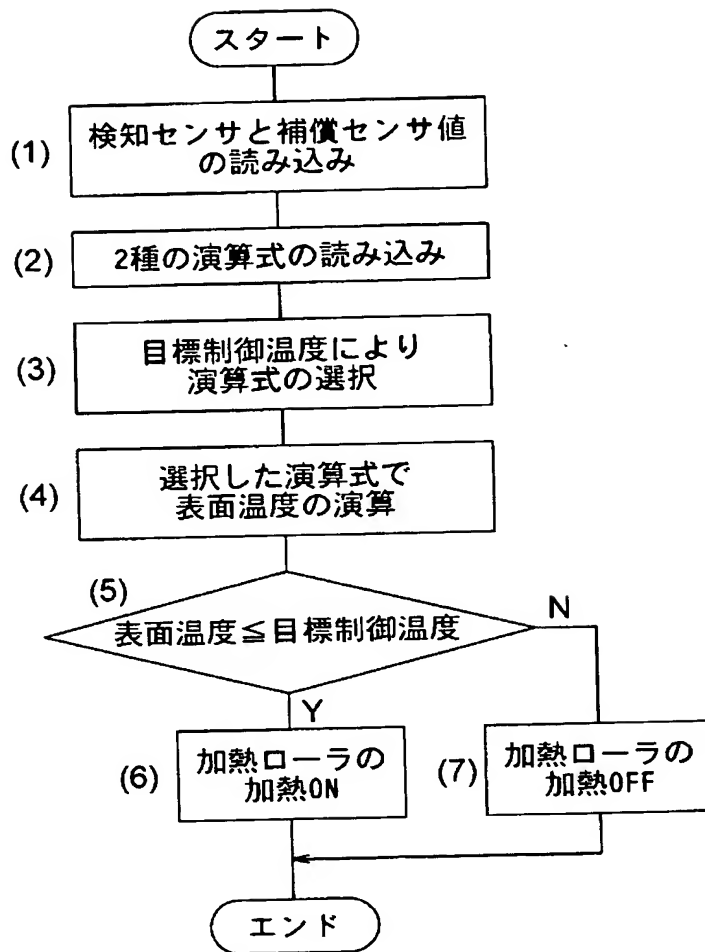 スタート
(1)
検知センサと補償センサ値
の読み込み
(2)
2種の演算式の読み込み
(3)
目標制御温度により
演算式の選択
(4)
選択した演算式で
表面温度の演算
(5)
表面温度≦目標制御温度
N
Y
(6)
加熱ローラの
加熱ON
(7)
加熱ローラの
加熱OFF
エンド